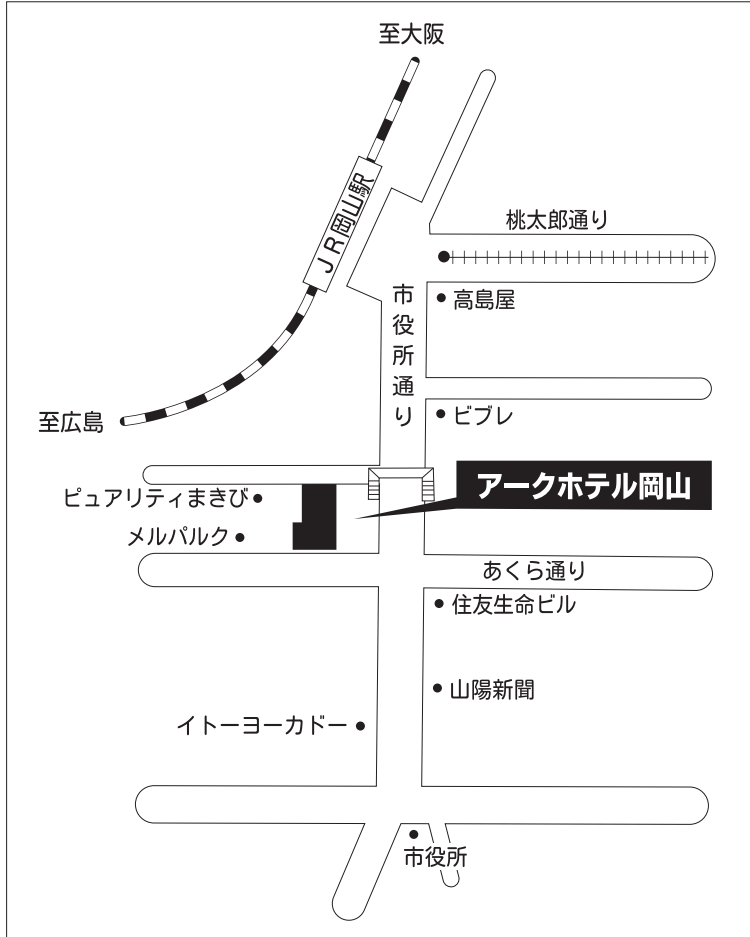 至大阪
JR岡山駅
桃太郎通り
高島屋
市役所通り
ビブレ
至広島
アークホテル岡山
ピュアリティまきび
メルパルク
あくら通り
住友生命ビル
山陽新聞
イトーヨーカドー
市役所